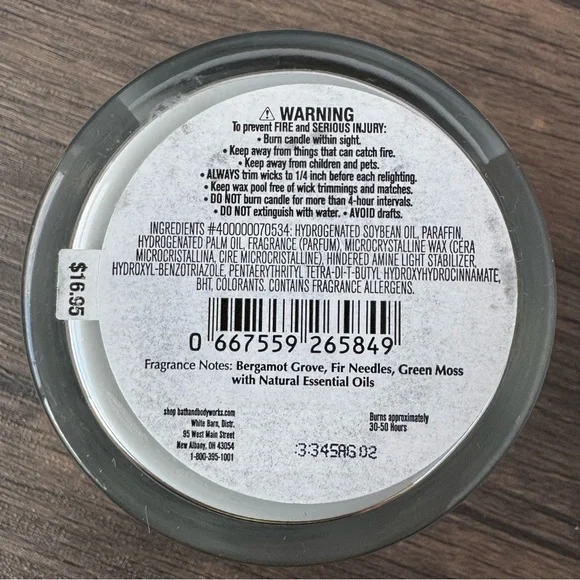 ⚠ WARNING
To prevent FIRE and SERIOUS INJURY:
• Burn candle within sight.
• Keep away from things that can catch fire.
• Keep away from children and pets.
• ALWAYS trim wicks to 1/4 inch before each relighting.
• Keep wax pool free of wick trimmings and matches.
• DO NOT burn candle for more than 4-hour intervals.
• DO NOT extinguish with water. • AVOID drafts.
INGREDIENTS #400000070534: HYDROGENATED SOYBEAN OIL, PARAFFIN,
HYDROGENATED PALM OIL, FRAGRANCE (PARFUM), MICROCRYSTALLINE WAX (CERA
MICROCRISTALLINA, CIRE MICROCRISTALLINE), HINDERED AMINE LIGHT STABILIZER,
HYDROXYL-BENZOTRIAZOLE, PENTAERYTHRITYL TETRA-DI-T-BUTYL HYDROXYHYDROCINNAMATE,
BHT, COLORANTS. CONTAINS FRAGRANCE ALLERGENS.
$16.95
0 667559 265849
Fragrance Notes: Bergamot Grove, Fir Needles, Green Moss
with Natural Essential Oils
shop bathandbodyworks.com
White Barn, Distr.
95 West Main Street
New Albany, OH 43054
1-800-395-1001
Burns approximately
30-50 Hours
3345AG02